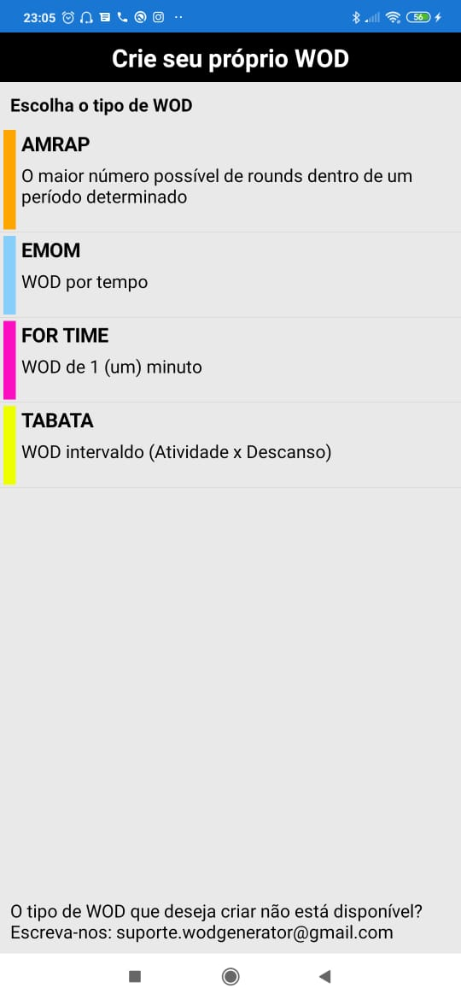 23:05
56
Crie seu próprio WOD
Escolha o tipo de WOD
AMRAP
O maior número possível de rounds dentro de um
período determinado
EMOM
WOD por tempo
FOR TIME
WOD de 1 (um) minuto
TABATA
WOD intervaldo (Atividade x Descanso)
O tipo de WOD que deseja criar não está disponível?
Escreva-nos: suporte.wodgenerator@gmail.com